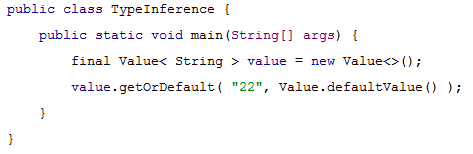 public class TypeInference {
    public static void main(String[] args) {
        final Value< String > value = new Value<>();
        value.getOrDefault( "22", Value.defaultValue() );
    }
}